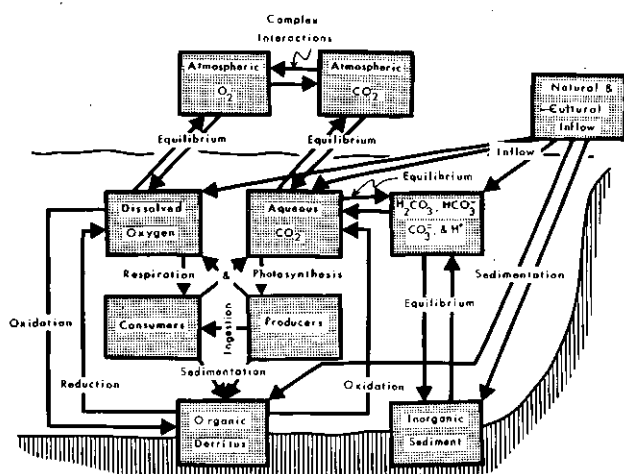 Complex
Interactions
Atmospheric
O2
Atmospheric
CO2
Natural &
Cultural
Inflow
Equilibrium
Equilibrium
Inflow
Equilibrium
Dissolved
Oxygen
Aqueous
CO2
H2CO3, HCO3-
CO3=, & H+
Respiration
&
Photosynthesis
Sedimentation
Equilibrium
Oxidation
Consumers
Ingestion
Producers
Sedimentation
Reduction
Oxidation
Organic
Detritus
Inorganic
Sediment